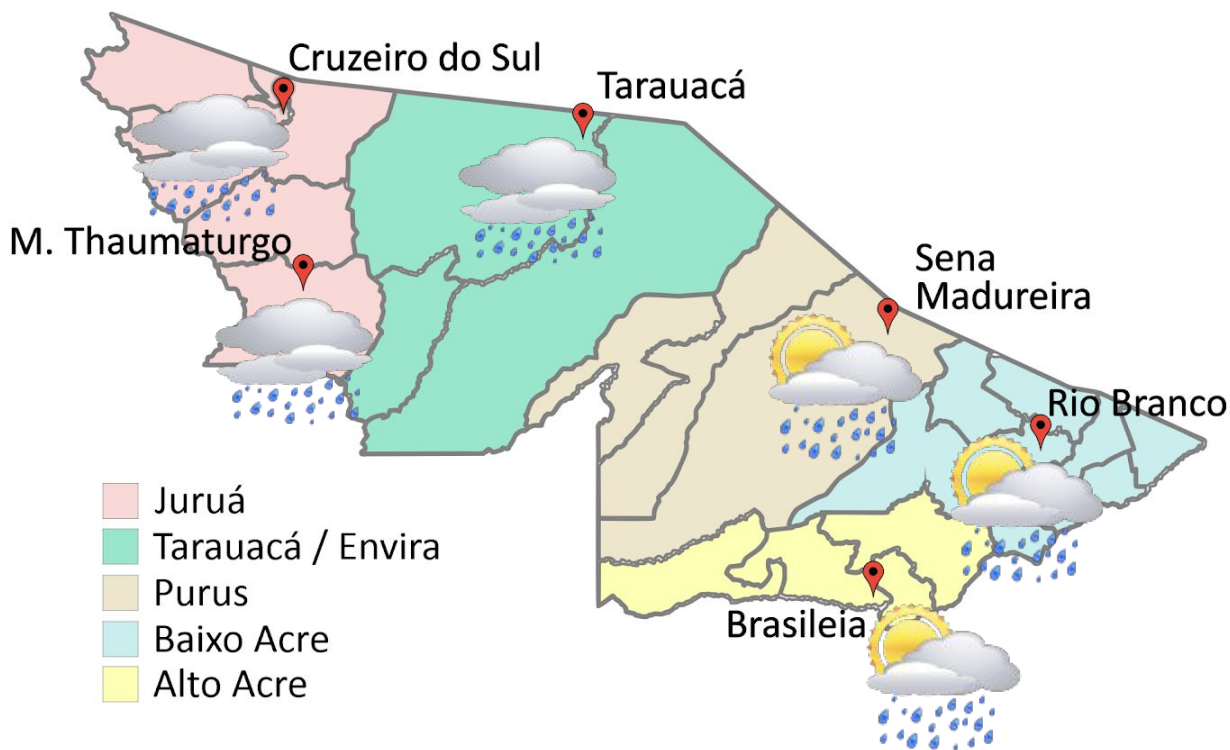 Cruzeiro do Sul
Tarauacá
M. Thaumaturgo
Sena
Madureira
Rio Branco
Brasileia
Juruá
Tarauacá / Envira
Purus
Baixo Acre
Alto Acre